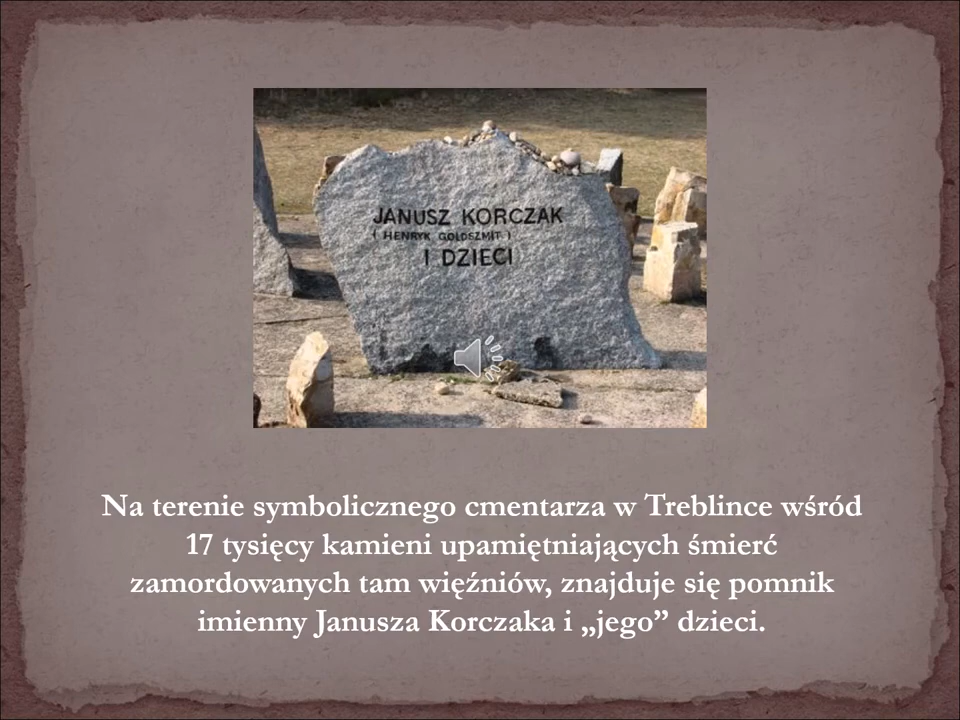 JANUSZ KORCZAK
( HENRYK GOLDSZMIT )
I DZIECI
Na terenie symbolicznego cmentarza w Treblince wśród
17 tysięcy kamieni upamiętniających śmierć
zamordowanych tam więźniów, znajduje się pomnik
imienny Janusza Korczaka i „jego” dzieci.